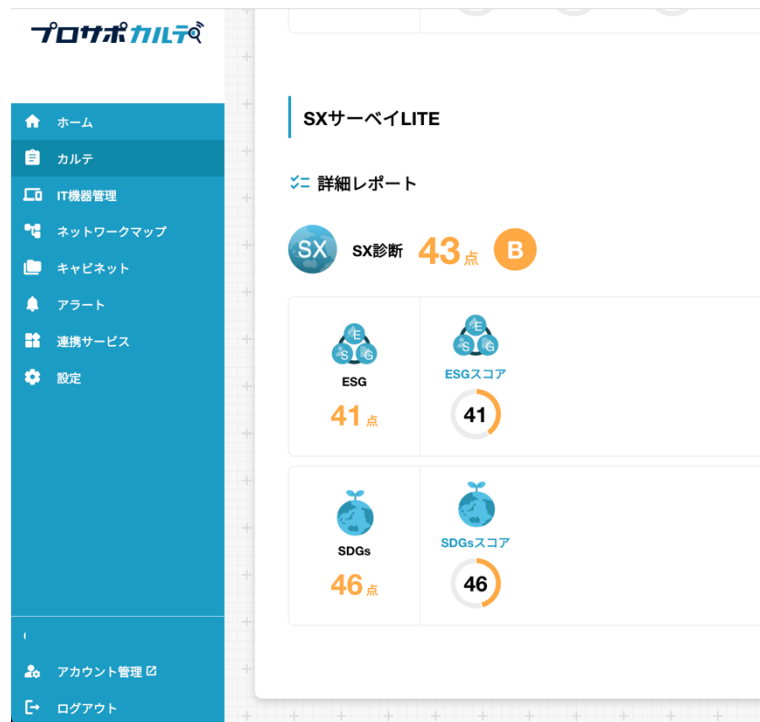 プロサポカルテ
ホーム
カルテ
IT機器管理
ネットワークマップ
キャビネット
アラート
連携サービス
設定
アカウント管理
ログアウト
SXサーベイLITE
詳細レポート
SX SX診断 43点 B
E
S G
ESG
41点
E
S G
ESGスコア
41
SDGs
46点
SDGsスコア
46